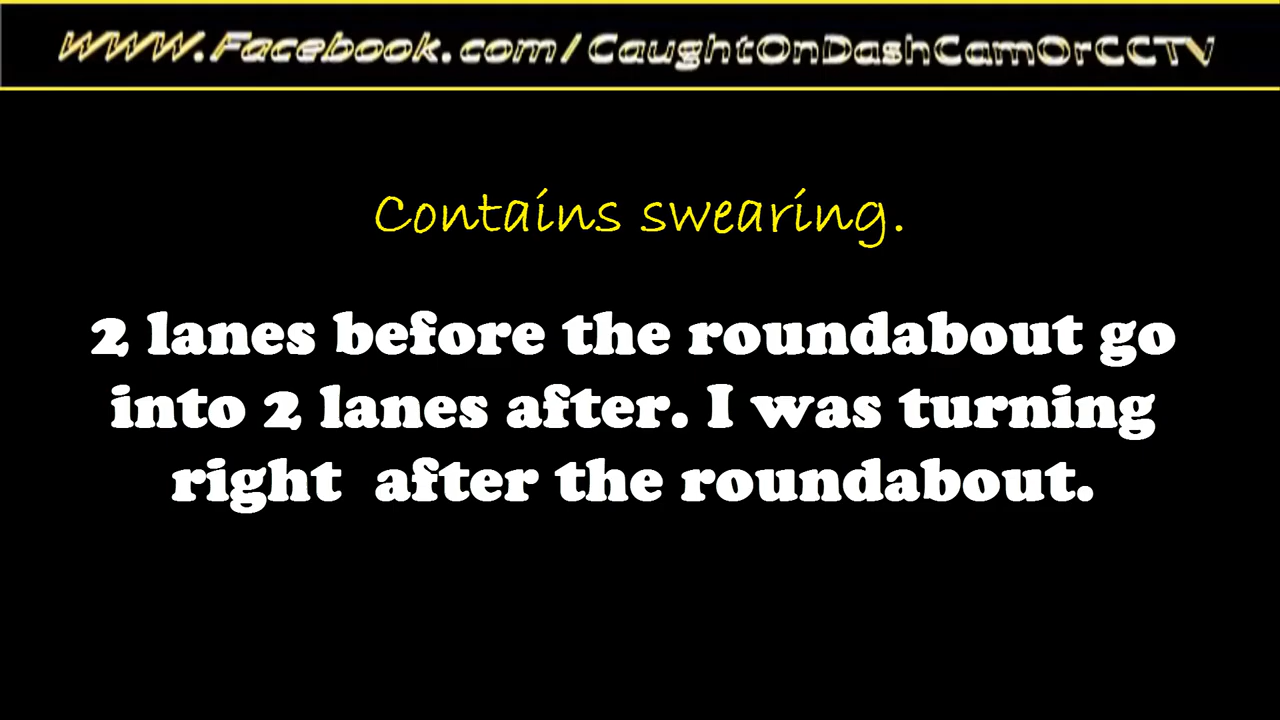 WWW.Facebook.com/CaughtOnDashCamOrCCTV
Contains swearing.
2 lanes before the roundabout go
into 2 lanes after. I was turning
right  after the roundabout.